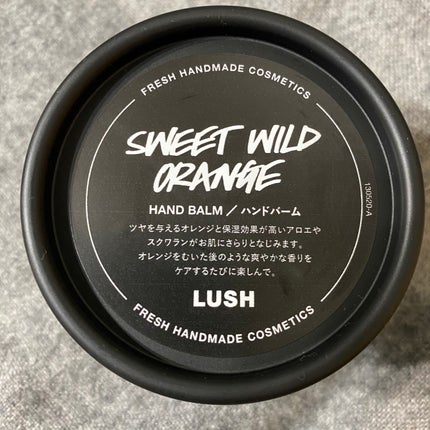 FRESH HANDMADE COSMETICS
SWEET WILD
ORANGE
HAND BALM／ハンドバーム
ツヤを与えるオレンジと保湿効果が高いアロエや
スクワランがお肌にさらりとなじみます。
オレンジをむいた後のような爽やかな香りを
ケアするたびに楽しんで。
LUSH
FRESH HANDMADE COSMETICS
130520-A